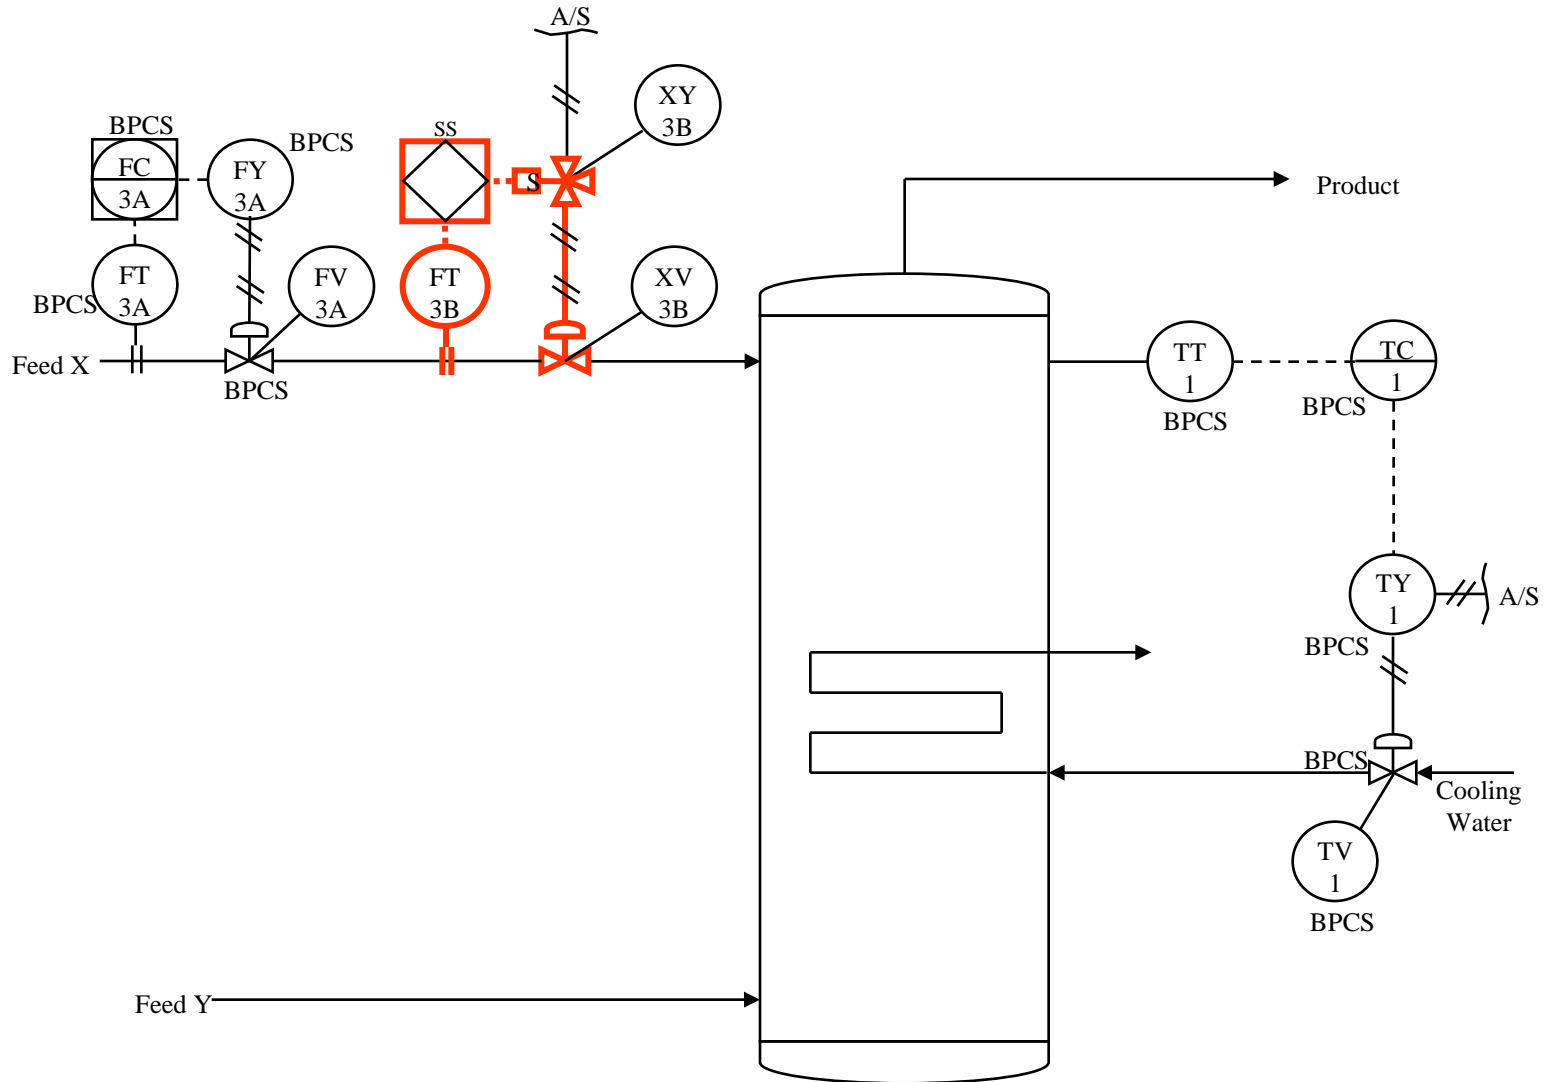 A/S
XY
3B
BPCS
FC
3A
BPCS
FY
3A
SS
S
Product
BPCS
FT
3A
FV
3A
FT
3B
XV
3B
Feed X
BPCS
TT
1
BPCS
TC
1
BPCS
TY
1
A/S
BPCS
BPCS
Cooling
Water
TV
1
BPCS
Feed Y